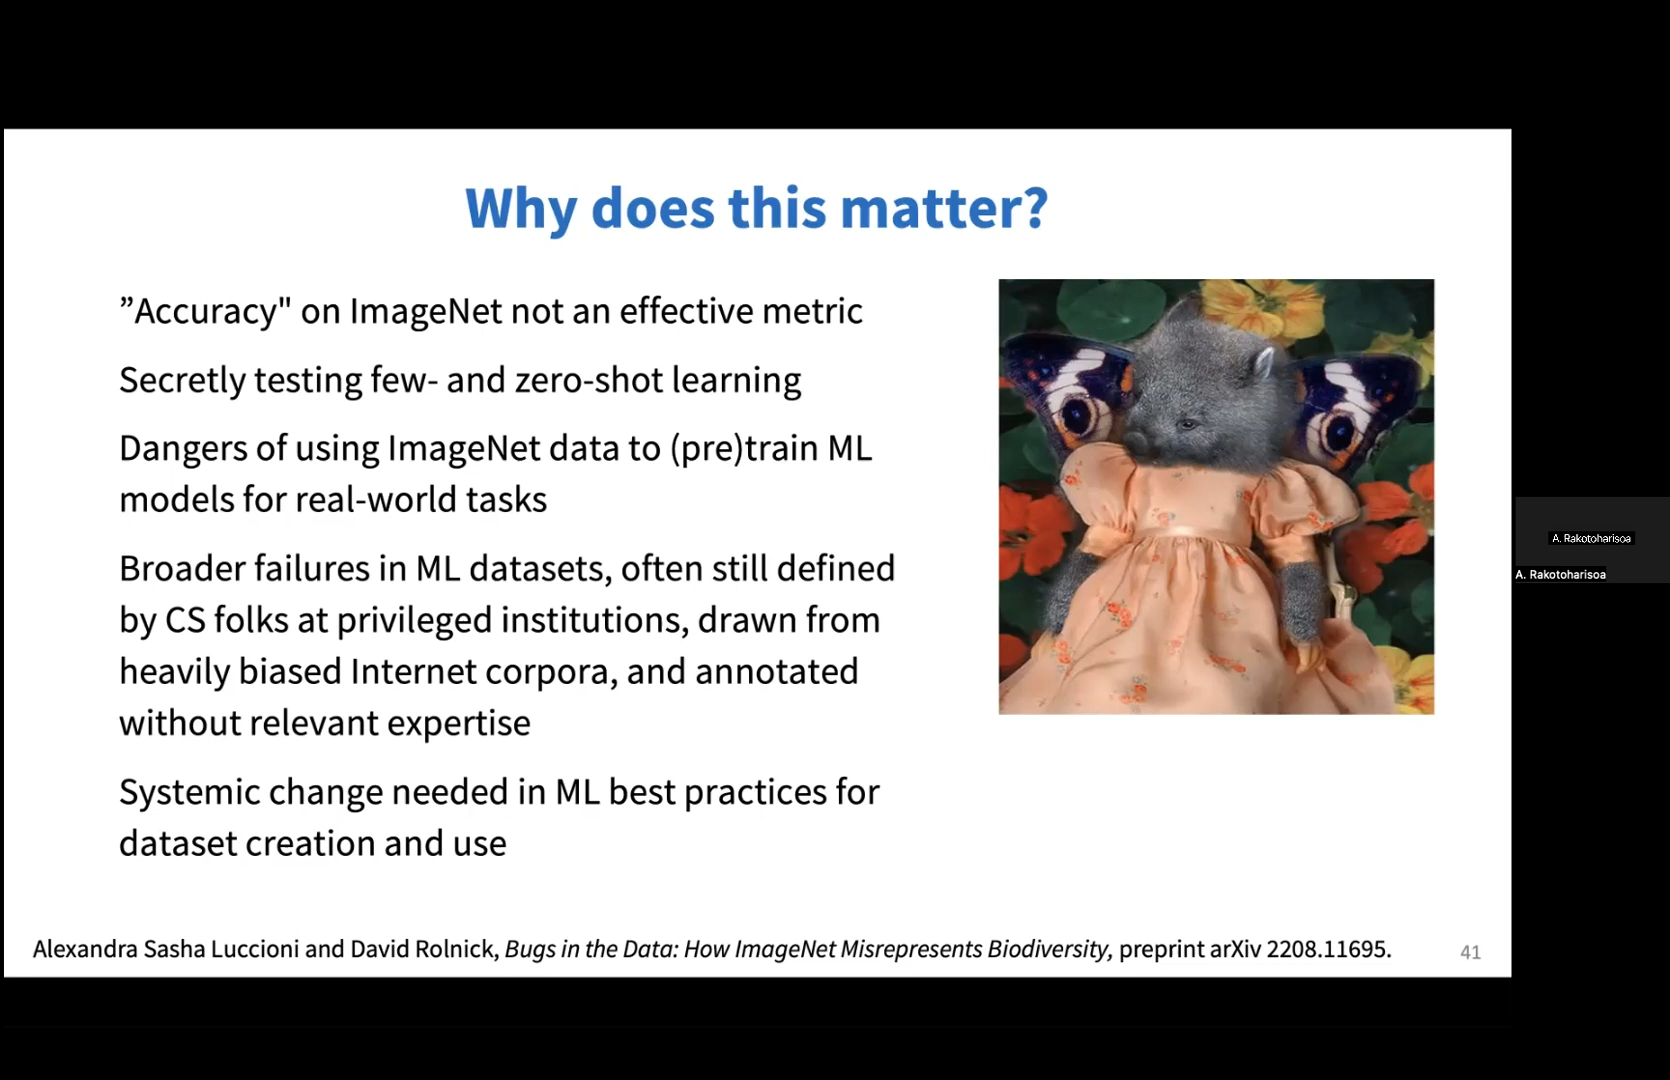 Why does this matter?
”Accuracy" on ImageNet not an effective metric
Secretly testing few- and zero-shot learning
Dangers of using ImageNet data to (pre)train ML
models for real-world tasks
Broader failures in ML datasets, often still defined
by CS folks at privileged institutions, drawn from
heavily biased Internet corpora, and annotated
without relevant expertise
Systemic change needed in ML best practices for
dataset creation and use
Alexandra Sasha Luccioni and David Rolnick, Bugs in the Data: How ImageNet Misrepresents Biodiversity, preprint arXiv 2208.11695.
41
A. Rakotoharisoa
A. Rakotoharisoa